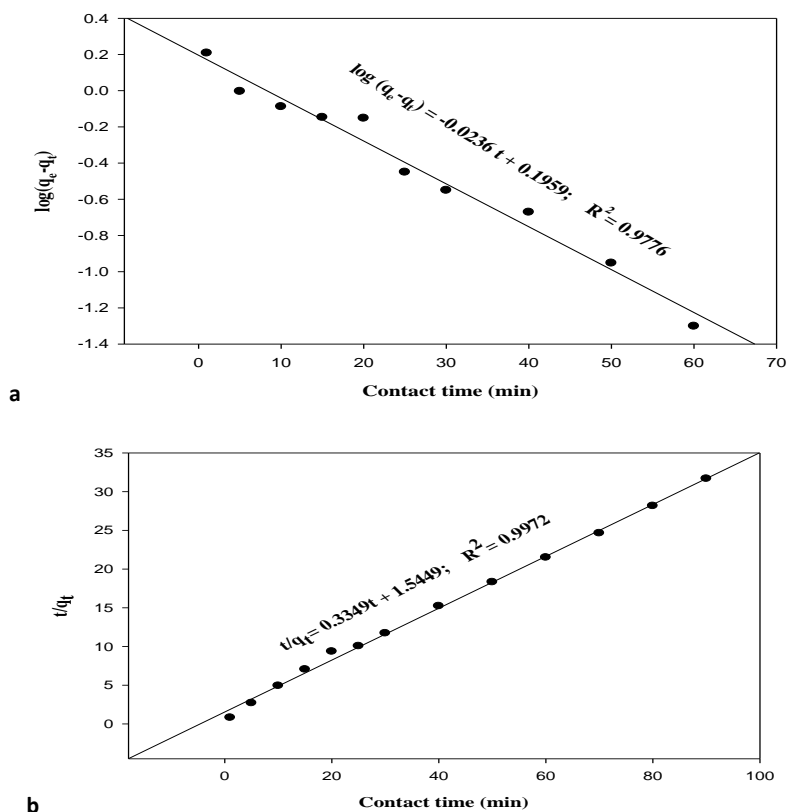 0.4
0.2
0.0
-0.2
-0.4
-0.6
-0.8
-1.0
-1.2
-1.4
log(qₑ-qₜ)
log (qₑ-qₜ) = -0.0236 t + 0.1959; R² = 0.9776
0 10 20 30 40 50 60 70
Contact time (min)
a
35
30
25
20
15
10
5
0
t/qₜ
t/qₜ= 0.3349t + 1.5449; R² = 0.9972
0 20 40 60 80 100
Contact time (min)
b